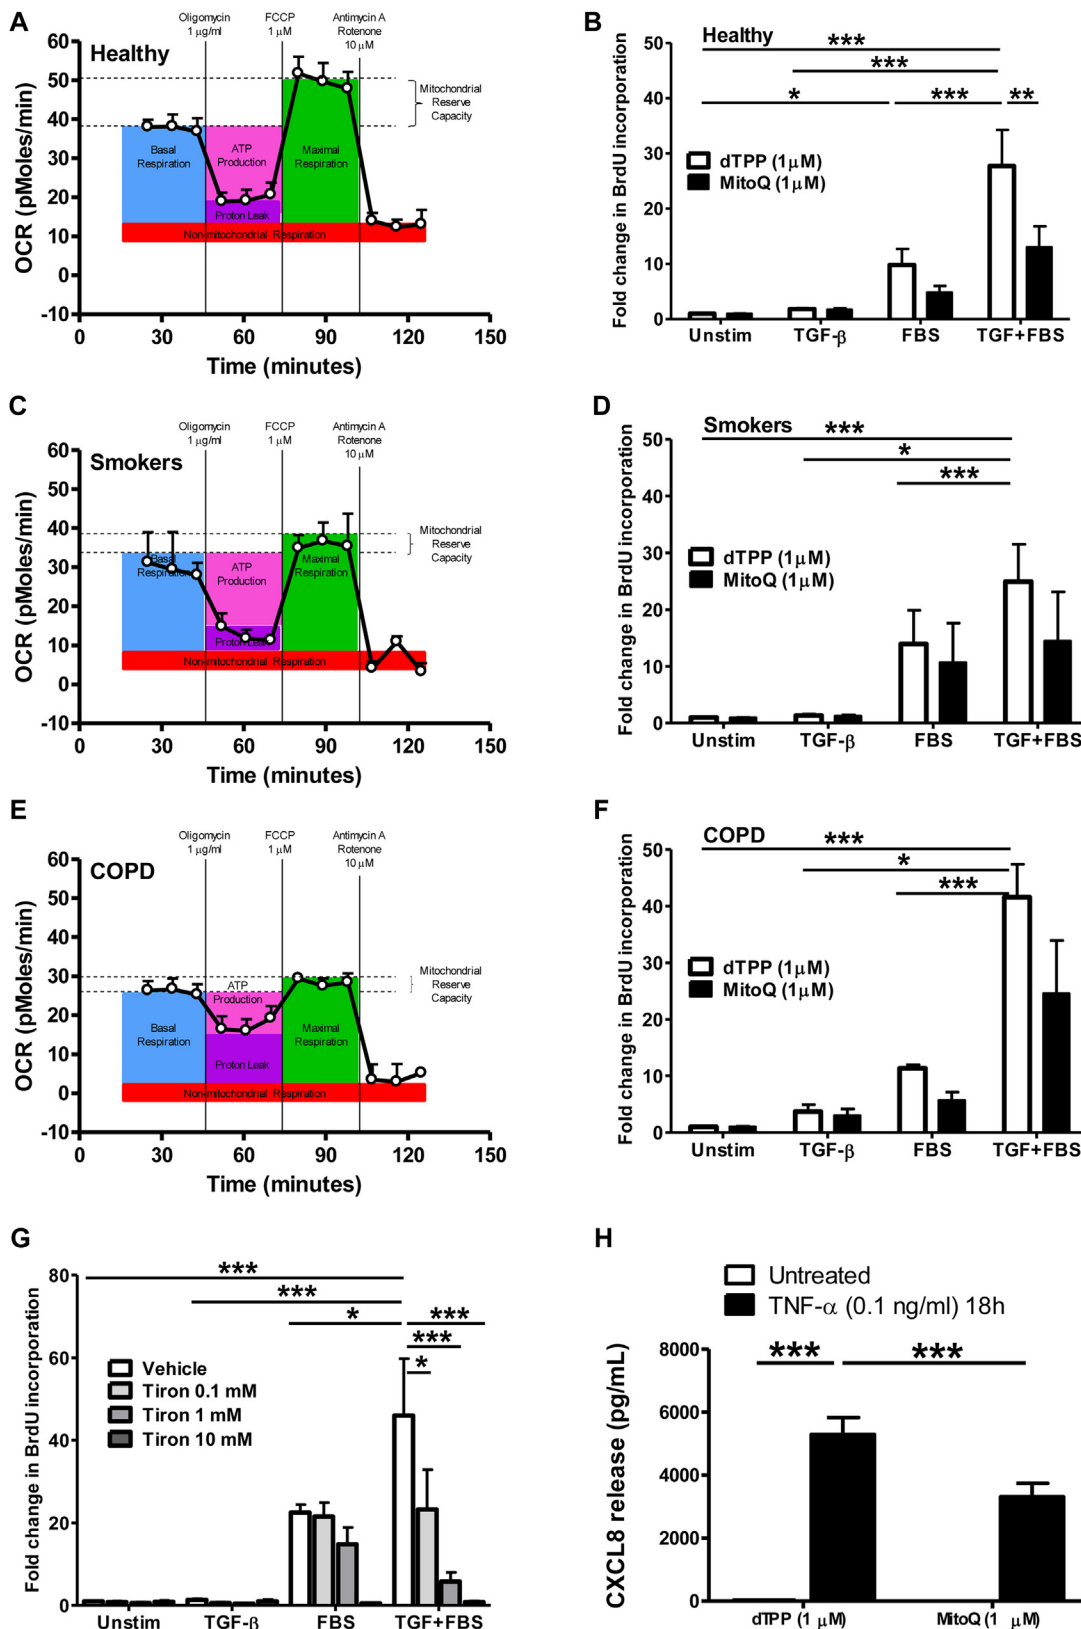 A
Oligomycin
1 µg/ml
FCCP
1 µM
Antimycin A
Rotenone
10 µM
Healthy
60
50
40
30
20
10
0
-10
OCR (pMoles/min)
Mitochondrial
Reserve
Capacity
Basal
Respiration
ATP
Production
Maximal
Respiration
Proton Leak
Non-mitochondrial Respiration
0 30 60 90 120 150
Time (minutes)
B
Healthy
***
***
* *** **
50
40
30
20
10
0
Fold change in BrdU incorporation
dTPP (1µM)
MitoQ (1µM)
Unstim TGF-β FBS TGF+FBS
C
Oligomycin
1 µg/ml
FCCP
1 µM
Antimycin A
Rotenone
10 µM
Smokers
60
50
40
30
20
10
0
-10
OCR (pMoles/min)
Mitochondrial
Reserve
Capacity
Basal
Respiration
ATP
Production
Maximal
Respiration
Proton Leak
Non-mitochondrial Respiration
0 30 60 90 120 150
Time (minutes)
D
Smokers
***
*
***
50
40
30
20
10
0
Fold change in BrdU incorporation
dTPP (1µM)
MitoQ (1µM)
Unstim TGF-β FBS TGF+FBS
E
Oligomycin
1 µg/ml
FCCP
1 µM
Antimycin A
Rotenone
10 µM
COPD
60
50
40
30
20
10
0
-10
OCR (pMoles/min)
Mitochondrial
Reserve
Capacity
ATP
Production
Basal
Respiration
Maximal
Respiration
Proton Leak
Non-mitochondrial Respiration
0 30 60 90 120 150
Time (minutes)
F
COPD
***
*
***
50
40
30
20
10
0
Fold change in BrdU incorporation
dTPP (1µM)
MitoQ (1µM)
Unstim TGF-β FBS TGF+FBS
G
***
***
* ***
***
*
80
60
40
20
0
Fold change in BrdU incorporation
Vehicle
Tiron 0.1 mM
Tiron 1 mM
Tiron 10 mM
Unstim TGF-β FBS TGF+FBS
H
Untreated
TNF-α (0.1 ng/ml) 18h
*** ***
8000
6000
4000
2000
0
CXCL8 release (pg/mL)
dTPP (1 µM) MitoQ (1 µM)